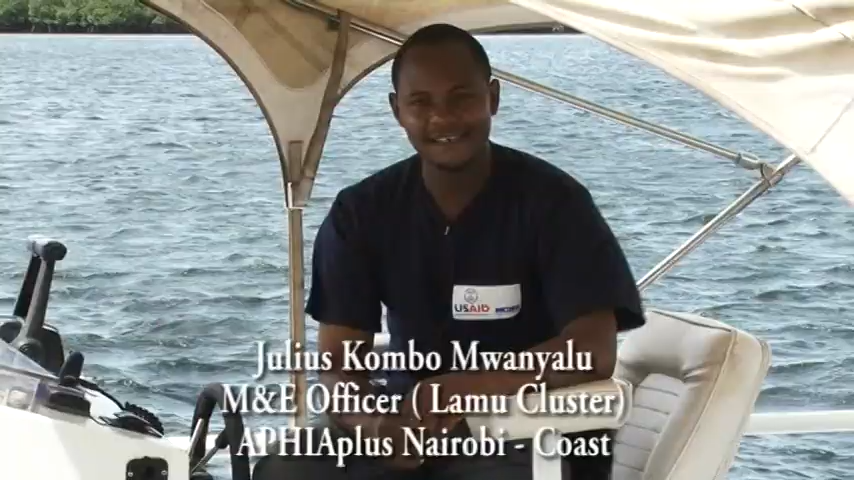 USAID
Julius Kombo Mwanyalu
M&E Officer ( Lamu Cluster)
APHIAplus Nairobi - Coast